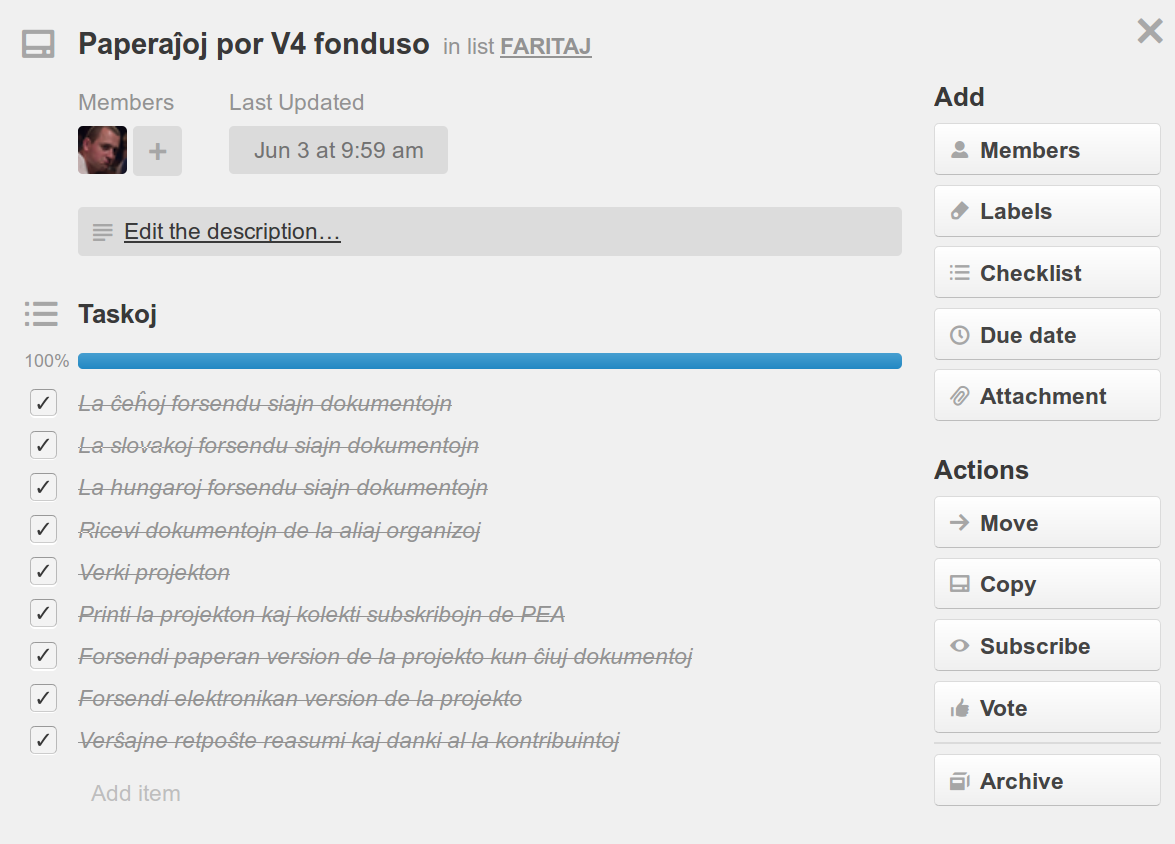 Paperaĵoj por V4 fonduso in list FARITAJ
Members
Last Updated
Jun 3 at 9:59 am
Edit the description…
Taskoj
100%
La ĉeĥoj forsendu siajn dokumentojn
La slovakoj forsendu siajn dokumentojn
La hungaroj forsendu siajn dokumentojn
Ricevi dokumentojn de la aliaj organizoj
Verki projekton
Printi la projekton kaj kolekti subskribojn de PEA
Forsendi paperan version de la projekto kun ĉiuj dokumentoj
Forsendi elektronikan version de la projekto
Verŝajne retpoŝte reasumi kaj danki al la kontribuintoj
Add item
Add
Members
Labels
Checklist
Due date
Attachment
Actions
Move
Copy
Subscribe
Vote
Archive